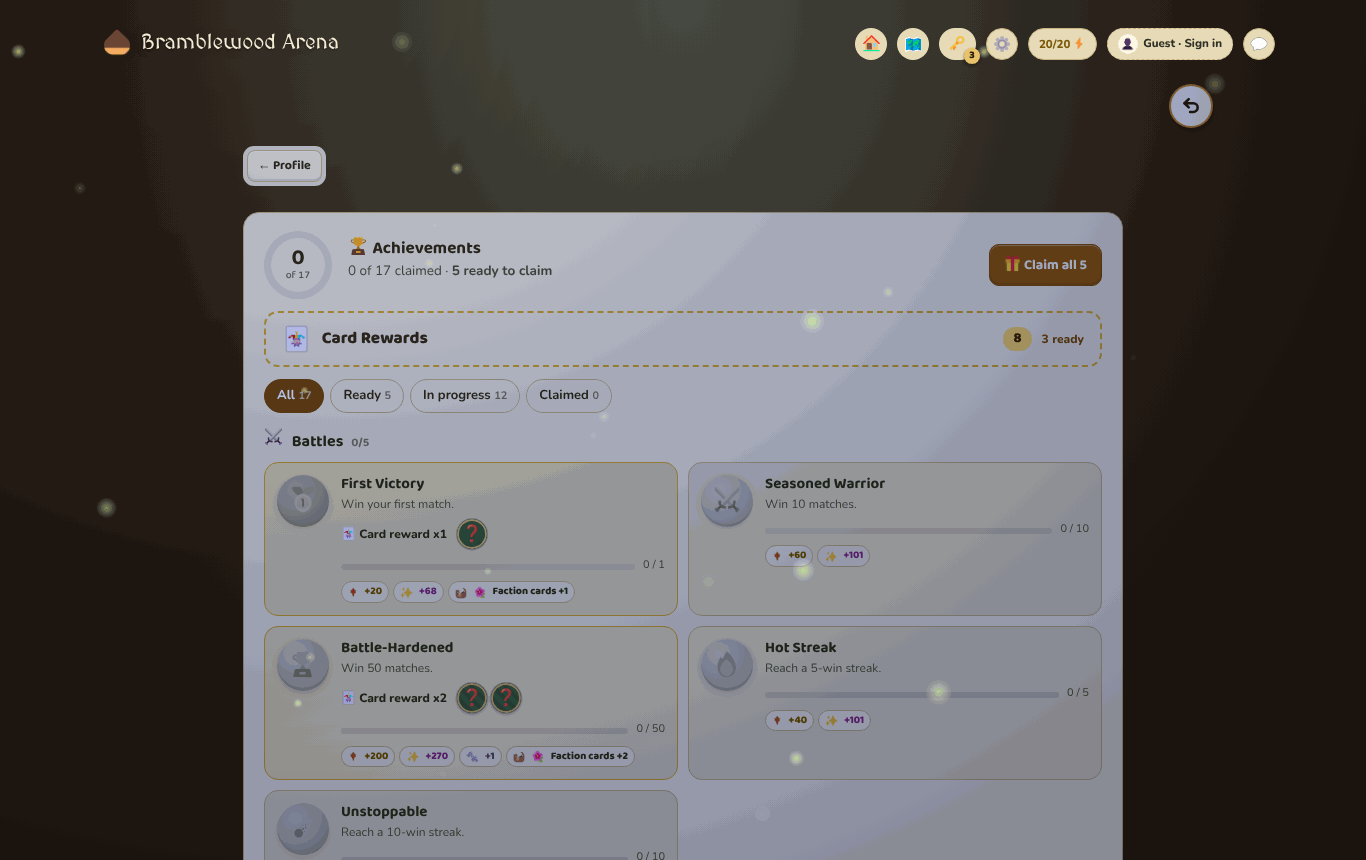 Bramblewood Arena
3
20/20
Guest · Sign in
← Profile
0
of 17
Achievements
0 of 17 claimed · 5 ready to claim
Claim all 5
Card Rewards
8
3 ready
All 17
Ready 5
In progress 12
Claimed 0
Battles 0/5
First Victory
Win your first match.
Card reward x1
0 / 1
+20
+68
Faction cards +1
Seasoned Warrior
Win 10 matches.
0 / 10
+60
+101
Battle-Hardened
Win 50 matches.
Card reward x2
0 / 50
+200
+270
+1
Faction cards +2
Hot Streak
Reach a 5-win streak.
0 / 5
+40
+101
Unstoppable
Reach a 10-win streak.
0 / 10